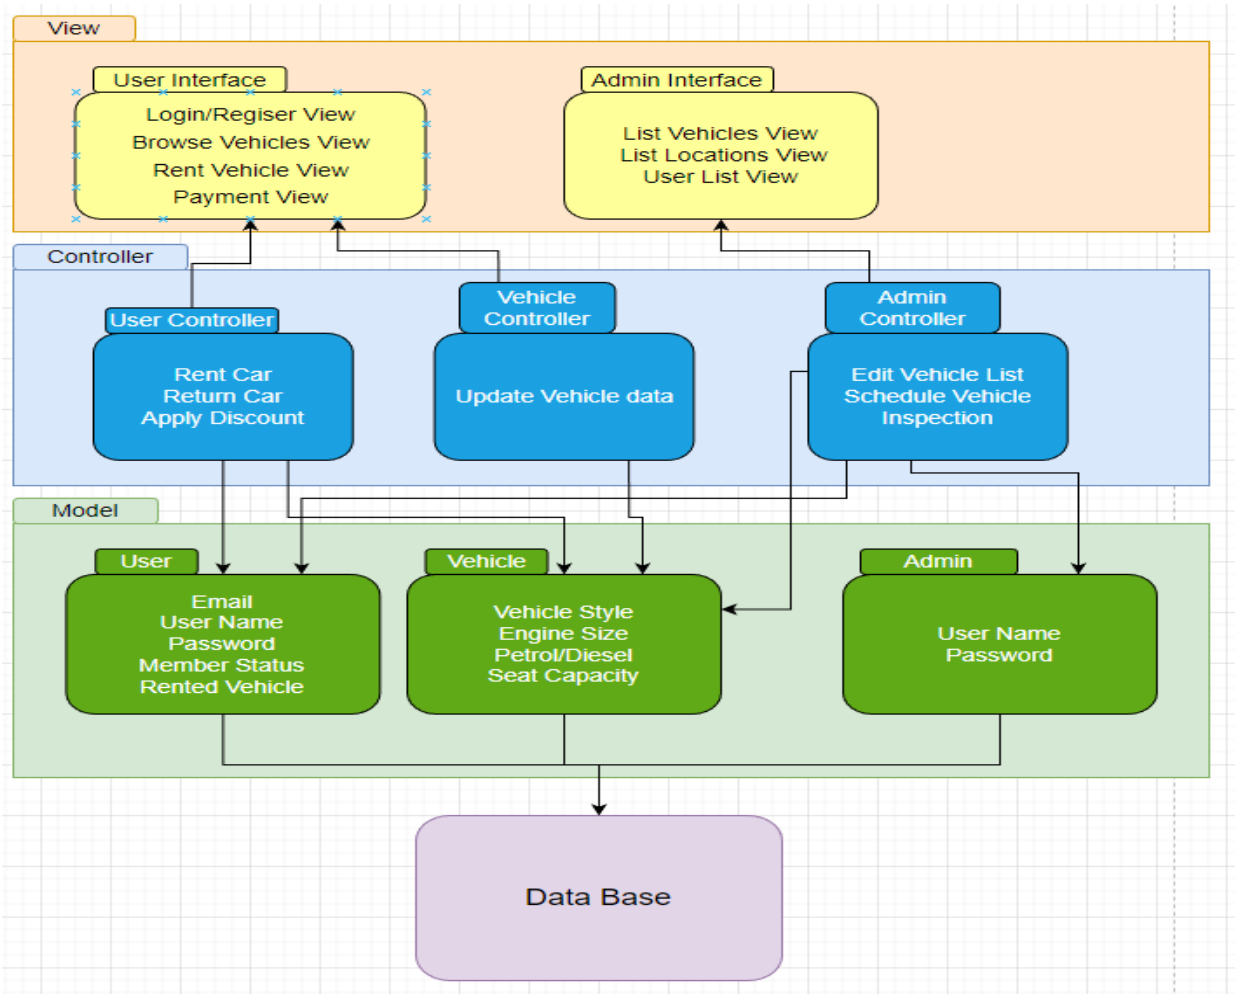 View
User Interface
Login/Regiser View
Browse Vehicles View
Rent Vehicle View
Payment View
Admin Interface
List Vehicles View
List Locations View
User List View
Controller
User Controller
Rent Car
Return Car
Apply Discount
Vehicle
Controller
Update Vehicle data
Admin
Controller
Edit Vehicle List
Schedule Vehicle
Inspection
Model
User
Email
User Name
Password
Member Status
Rented Vehicle
Vehicle
Vehicle Style
Engine Size
Petrol/Diesel
Seat Capacity
Admin
User Name
Password
Data Base